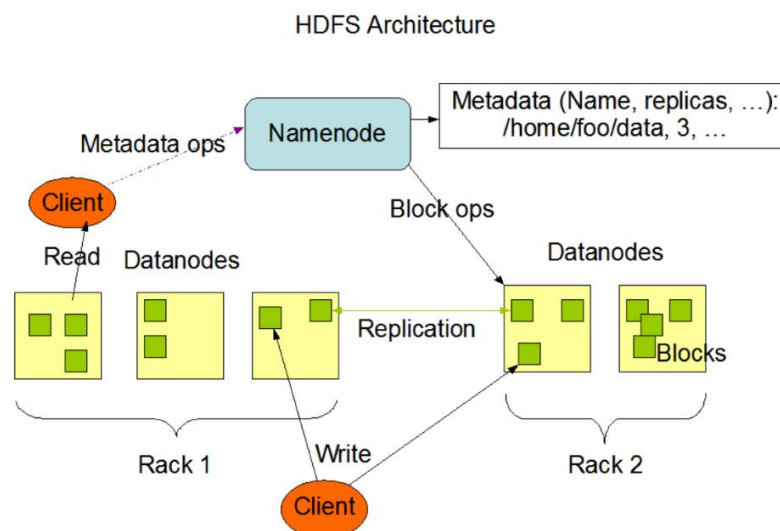 HDFS Architecture
Metadata (Name, replicas, …):
/home/foo/data, 3, …
Namenode
Metadata ops
Client
Block ops
Read
Datanodes
Datanodes
Replication
Blocks
Rack 1
Write
Rack 2
Client